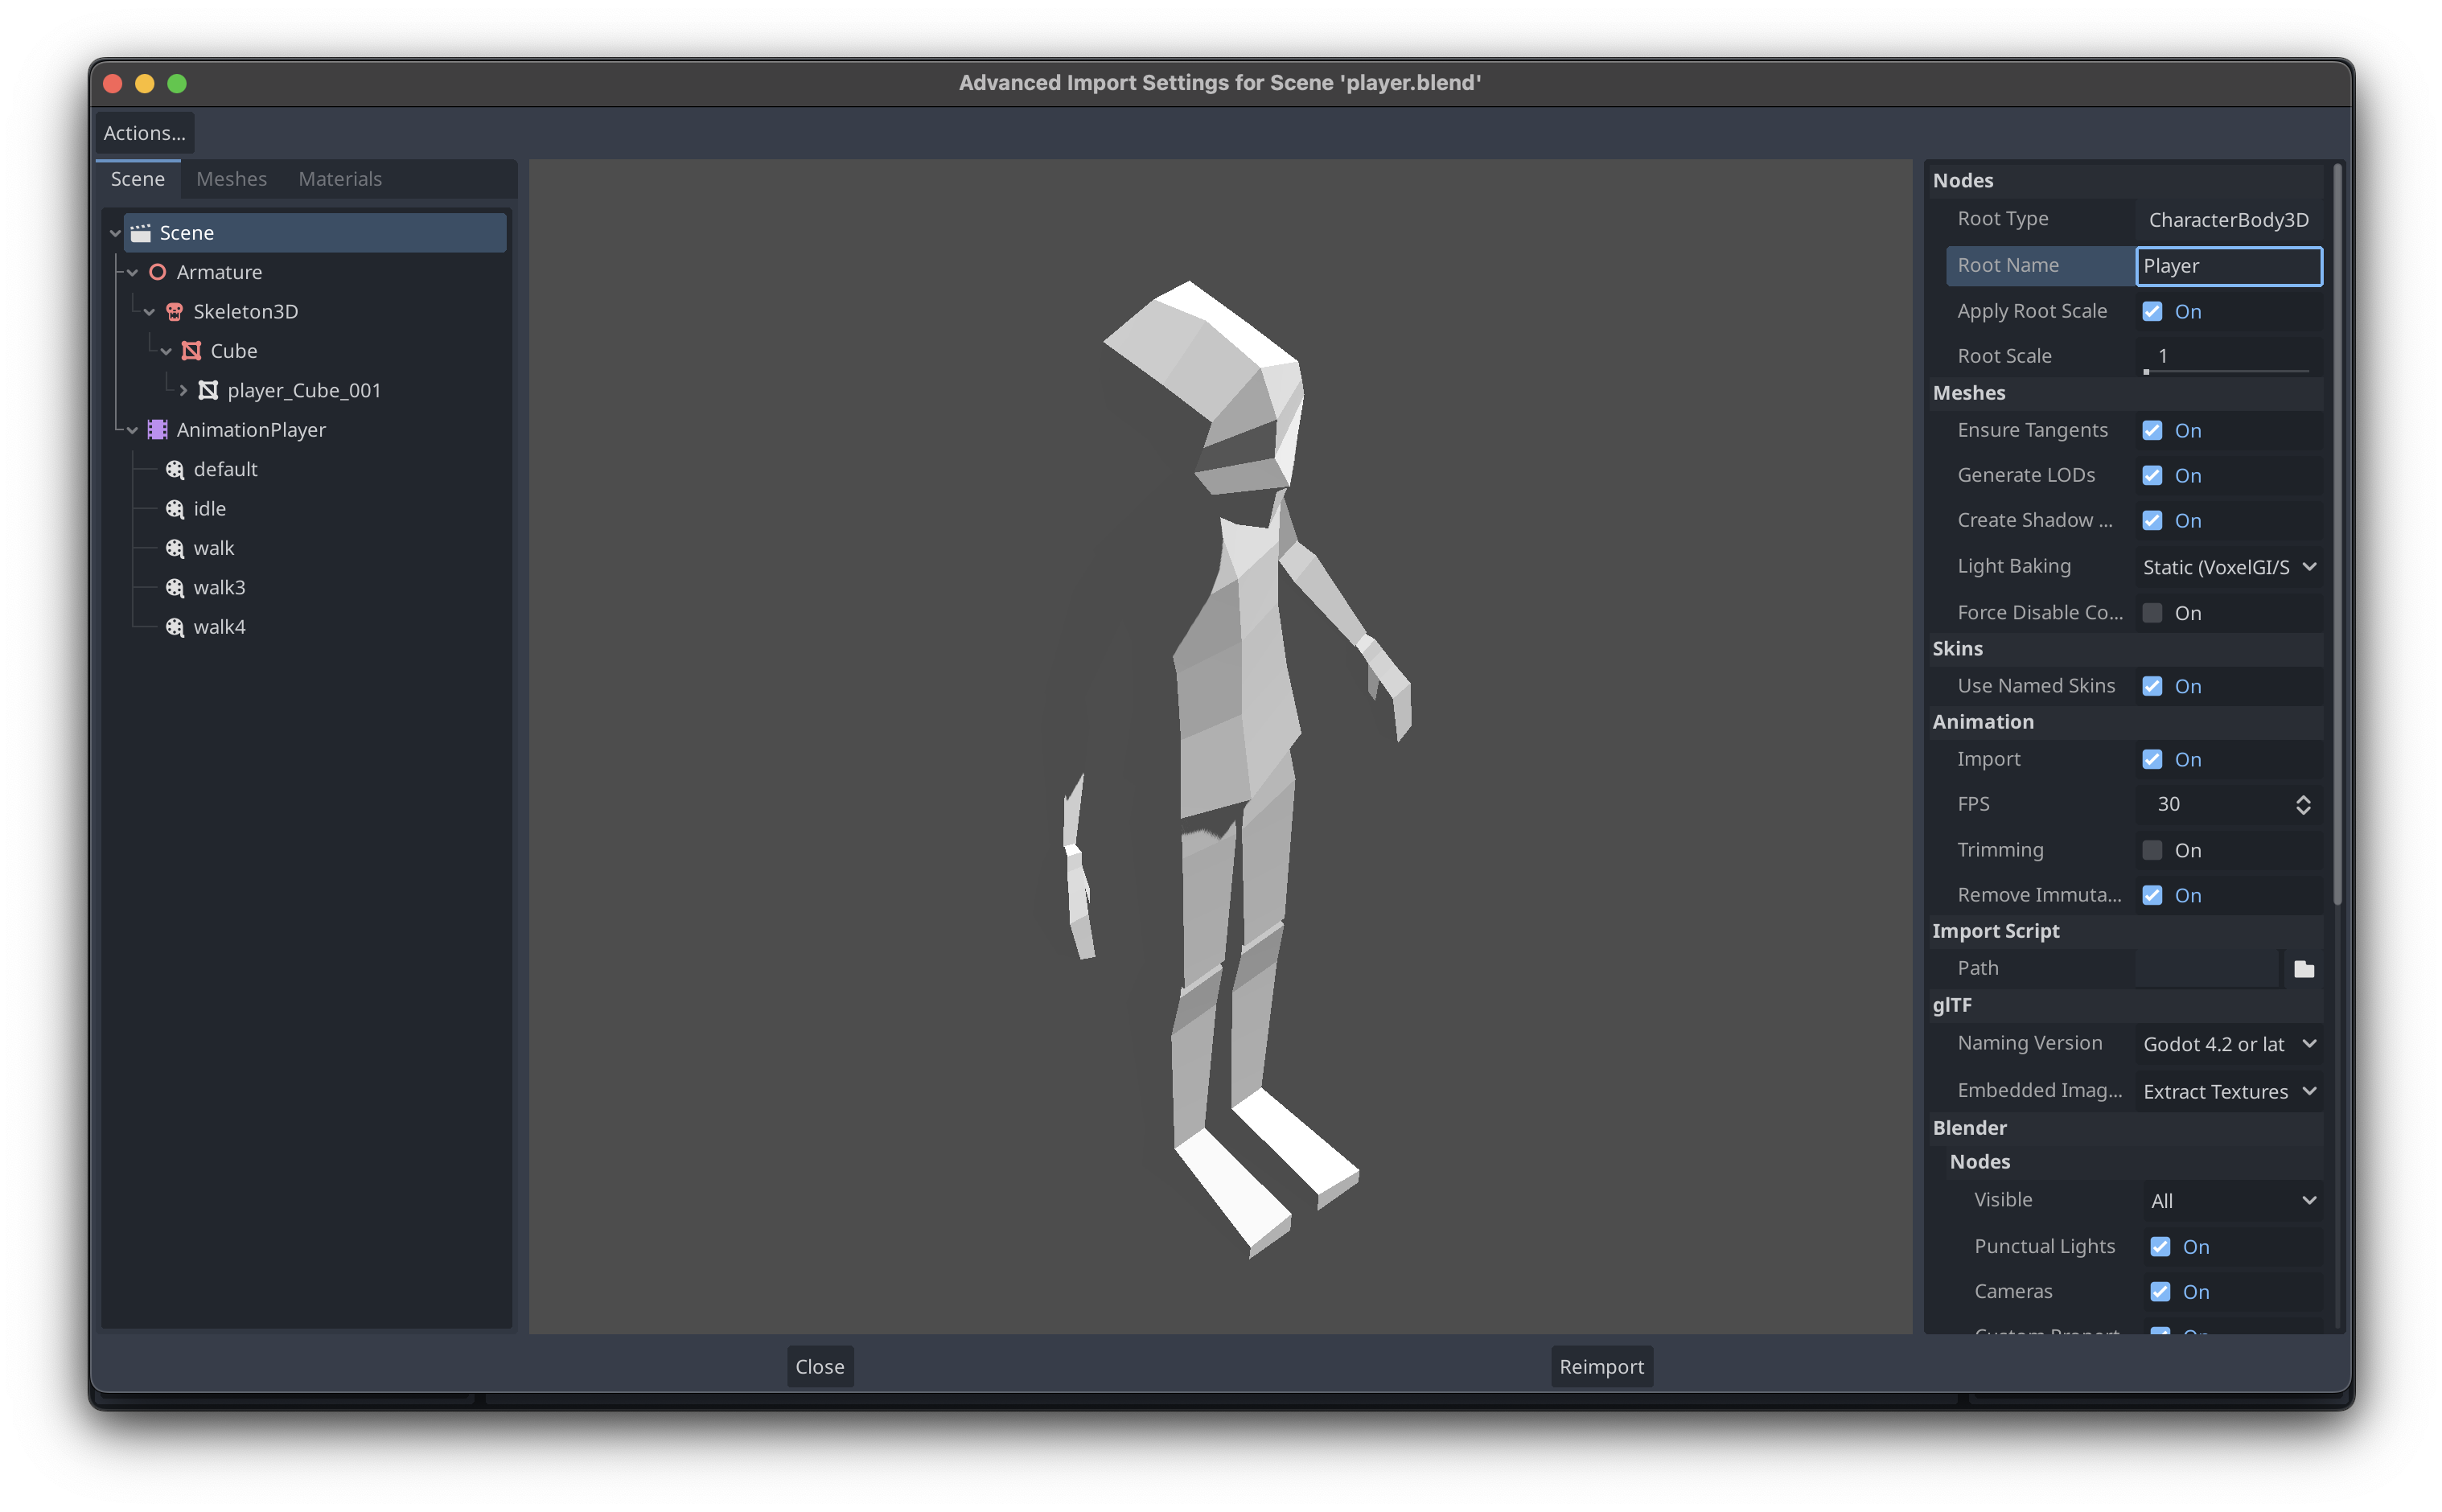 Advanced Import Settings for Scene 'player.blend'
Actions...
Scene Meshes Materials
Scene
Armature
Skeleton3D
Cube
player_Cube_001
AnimationPlayer
default
idle
walk
walk3
walk4
Nodes
Root Type CharacterBody3D
Root Name Player
Apply Root Scale On
Root Scale 1
Meshes
Ensure Tangents On
Generate LODs On
Create Shadow ... On
Light Baking Static (VoxelGI/S
Force Disable Co... On
Skins
Use Named Skins On
Animation
Import On
FPS 30
Trimming On
Remove Immuta... On
Import Script
Path
glTF
Naming Version Godot 4.2 or lat
Embedded Imag... Extract Textures
Blender
Nodes
Visible All
Punctual Lights On
Cameras On
Close Reimport